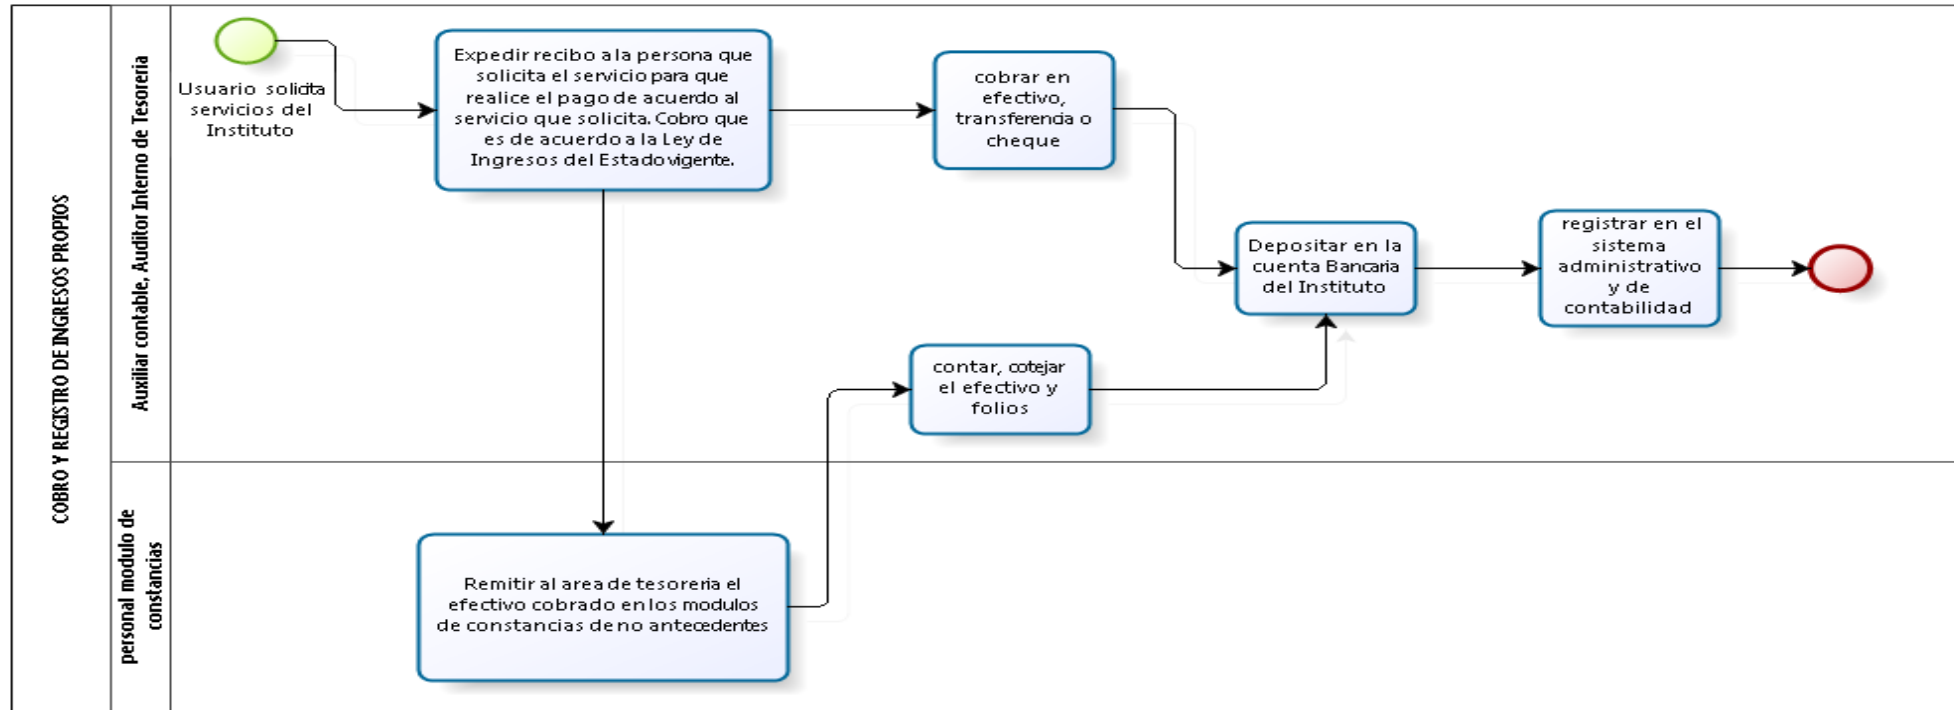 COBRO Y REGISTRO DE INGRESOS PROPIOS
Auxiliar contable, Auditor Interno de Tesoreria
Usuario solicita
servicios del
Instituto
Expedir recibo a la persona que
solicita el servicio para que
realice el pago de acuerdo al
servicio que solicita. Cobro que
es de acuerdo a la Ley de
Ingresos del Estado vigente.
cobrar en
efectivo,
transferencia o
cheque
Depositar en la
cuenta Bancaria
del Instituto
registrar en el
sistema
administrativo
y de
contabilidad
contar, cotejar
el efectivo y
folios
personal modulo de
constancias
Remitir al area de tesoreria el
efectivo cobrado en los modulos
de constancias de no antecedentes